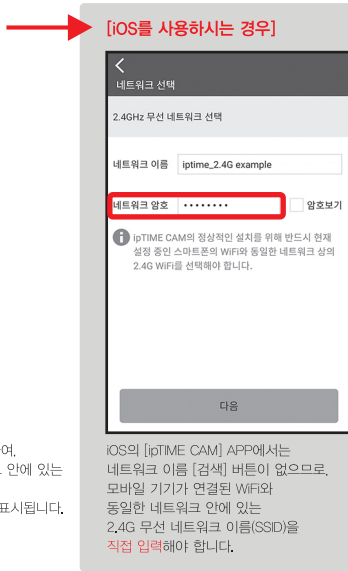 [iOS를 사용하시는 경우]
네트워크 선택
2.4GHz 무선 네트워크 선택
네트워크 이름 iptime_2.4G example
네트워크 암호 •••••••• 암호보기
ipTIME CAM의 정상적인 설치를 위해 반드시 현재
설정 중인 스마트폰의 WiFi와 동일한 네트워크 상의
2.4G WiFi를 선택해야 합니다.
다음
여,
안에 있는
표시됩니다.
iOS의 [ipTIME CAM] APP에서는
네트워크 이름 [검색] 버튼이 없으므로,
모바일 기기가 연결된 WiFi와
동일한 네트워크 안에 있는
2.4G 무선 네트워크 이름(SSID)을
직접 입력해야 합니다.